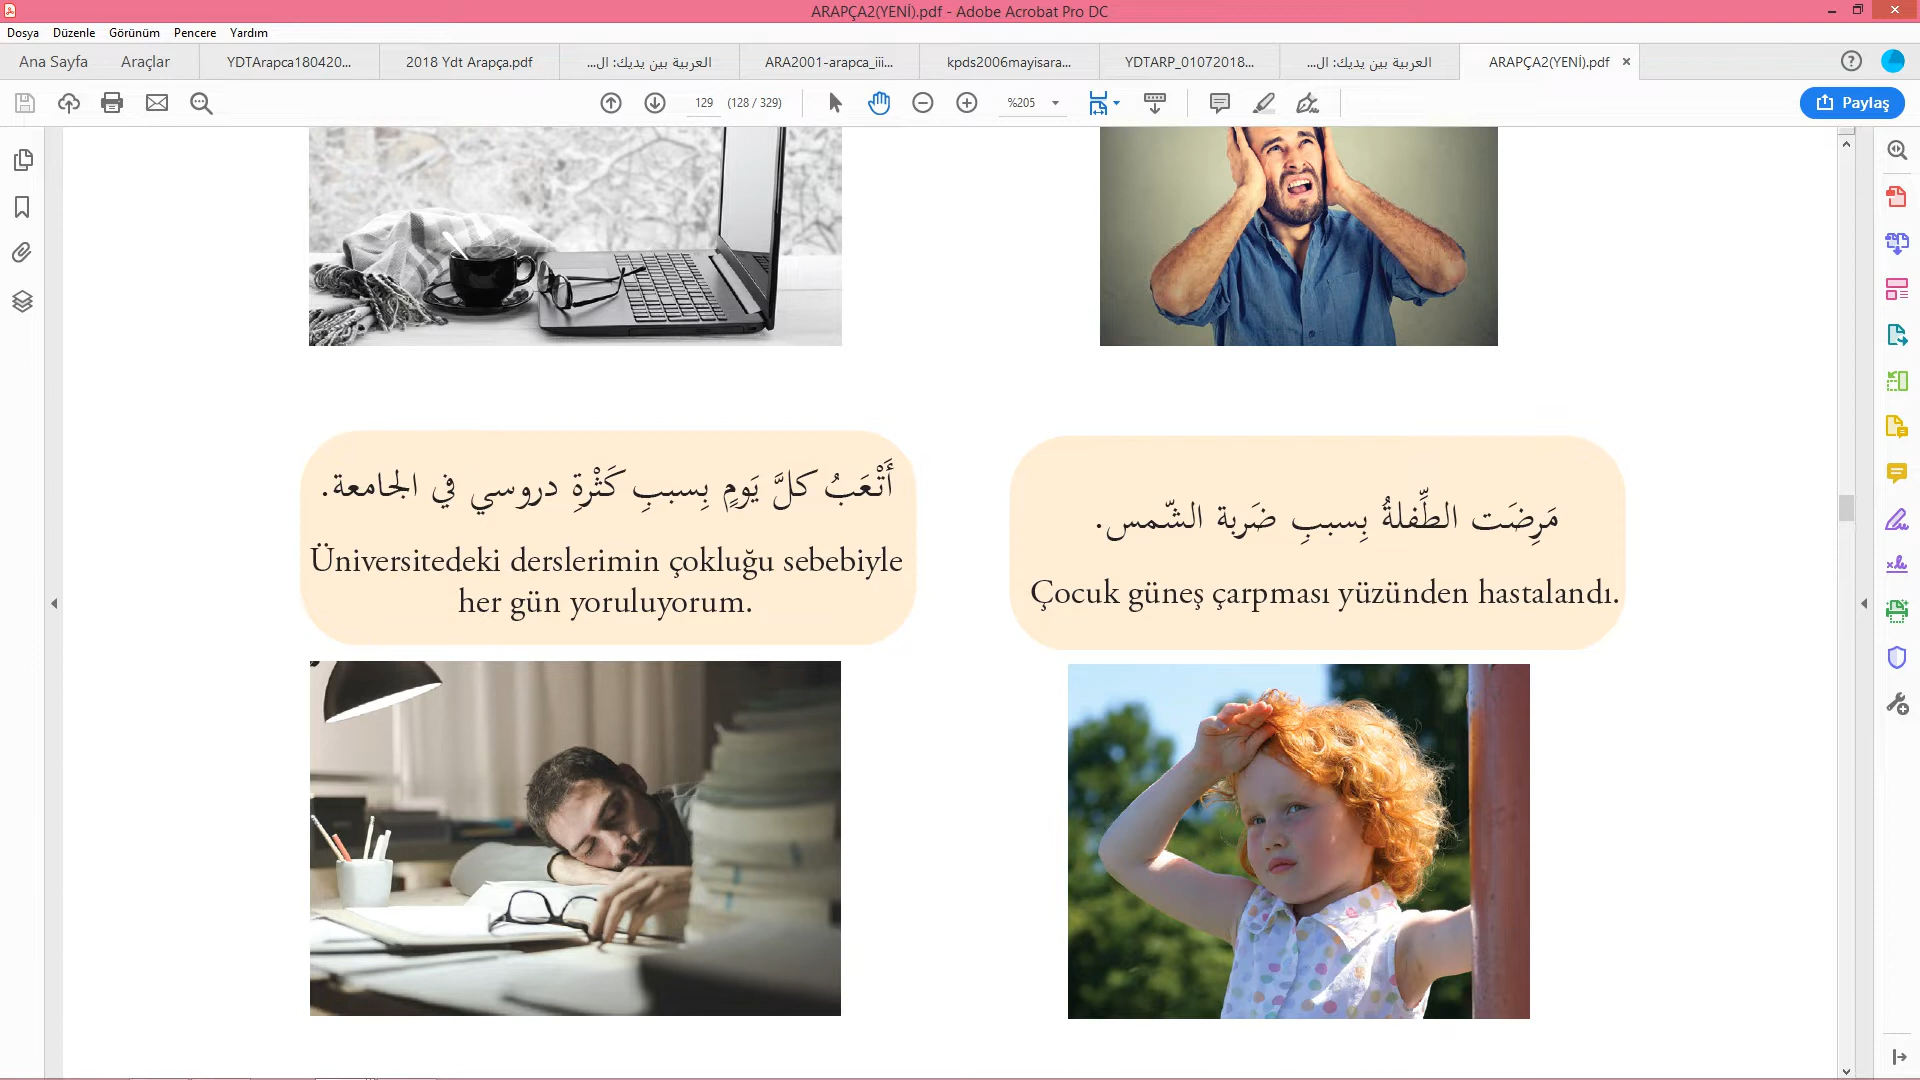 ARAPÇA2(YENİ).pdf - Adobe Acrobat Pro DC
Dosya Düzenle Görünüm Pencere Yardım
Ana Sayfa Araçlar YDTArapca180420... 2018 Ydt Arapça.pdf العربية بين يديك: ال... ARA2001-arapca_iii... kpds2006mayisara... YDTARP_01072018... العربية بين يديك: ال... ARAPÇA2(YENİ).pdf ×
129 (128 / 329) %205 Paylaş
أَتْعَبُ كلَّ يَومٍ بِسببِ كَثْرةِ دروسي في الجامعة.
Üniversitedeki derslerimin çokluğu sebebiyle
her gün yoruluyorum.
مَرِضَت الطِّفلةُ بِسببِ ضَربة الشّمس.
Çocuk güneş çarpması yüzünden hastalandı.